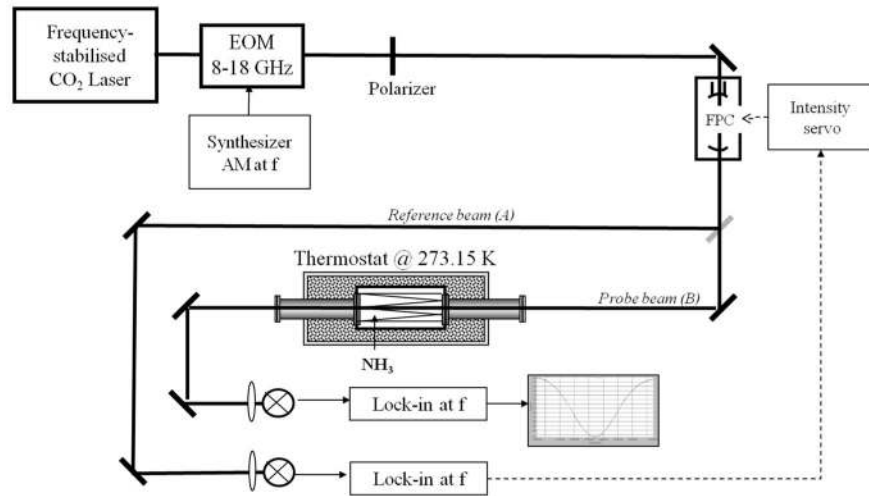 Frequency-
stabilised
CO₂ Laser
EOM
8-18 GHz
Polarizer
Synthesizer
AM at f
FPC
Intensity
servo
Reference beam (A)
Thermostat @ 273.15 K
Probe beam (B)
NH₃
Lock-in at f
Lock-in at f